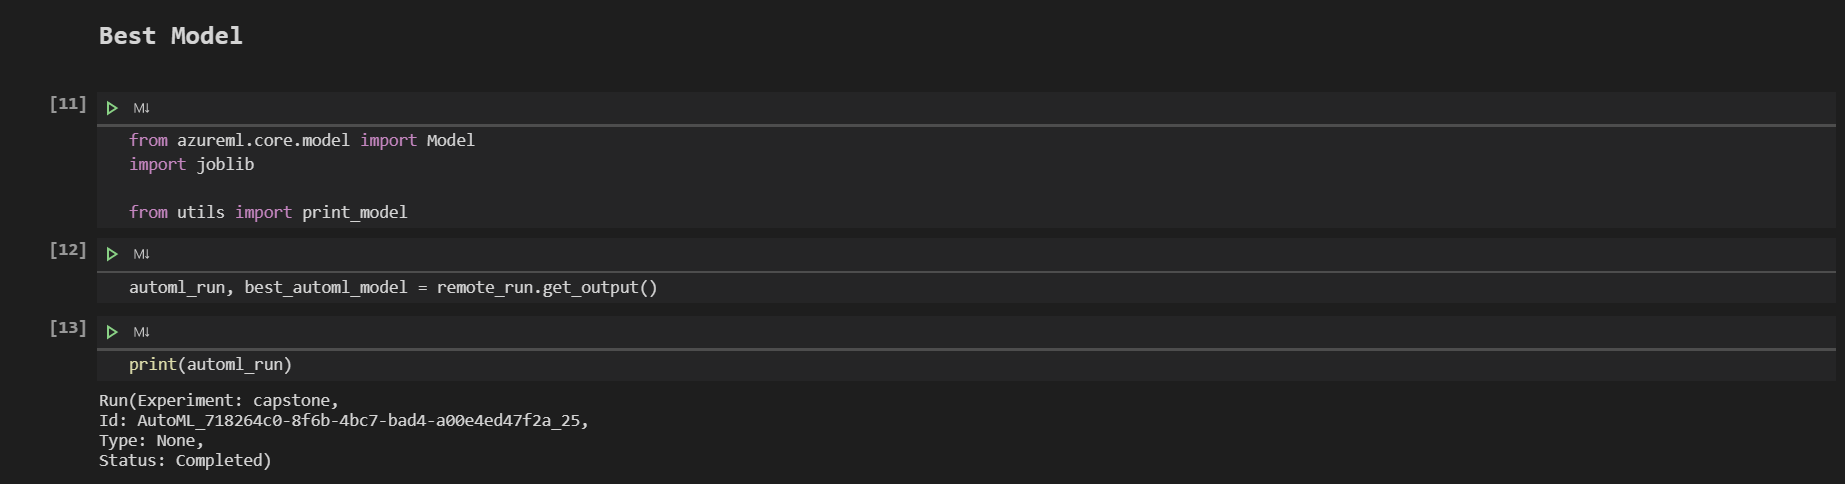 Best Model
[11]
M↓
from azureml.core.model import Model
import joblib
from utils import print_model
[12]
M↓
automl_run, best_automl_model = remote_run.get_output()
[13]
M↓
print(automl_run)
Run(Experiment: capstone,
Id: AutoML_718264c0-8f6b-4bc7-bad4-a00e4ed47f2a_25,
Type: None,
Status: Completed)